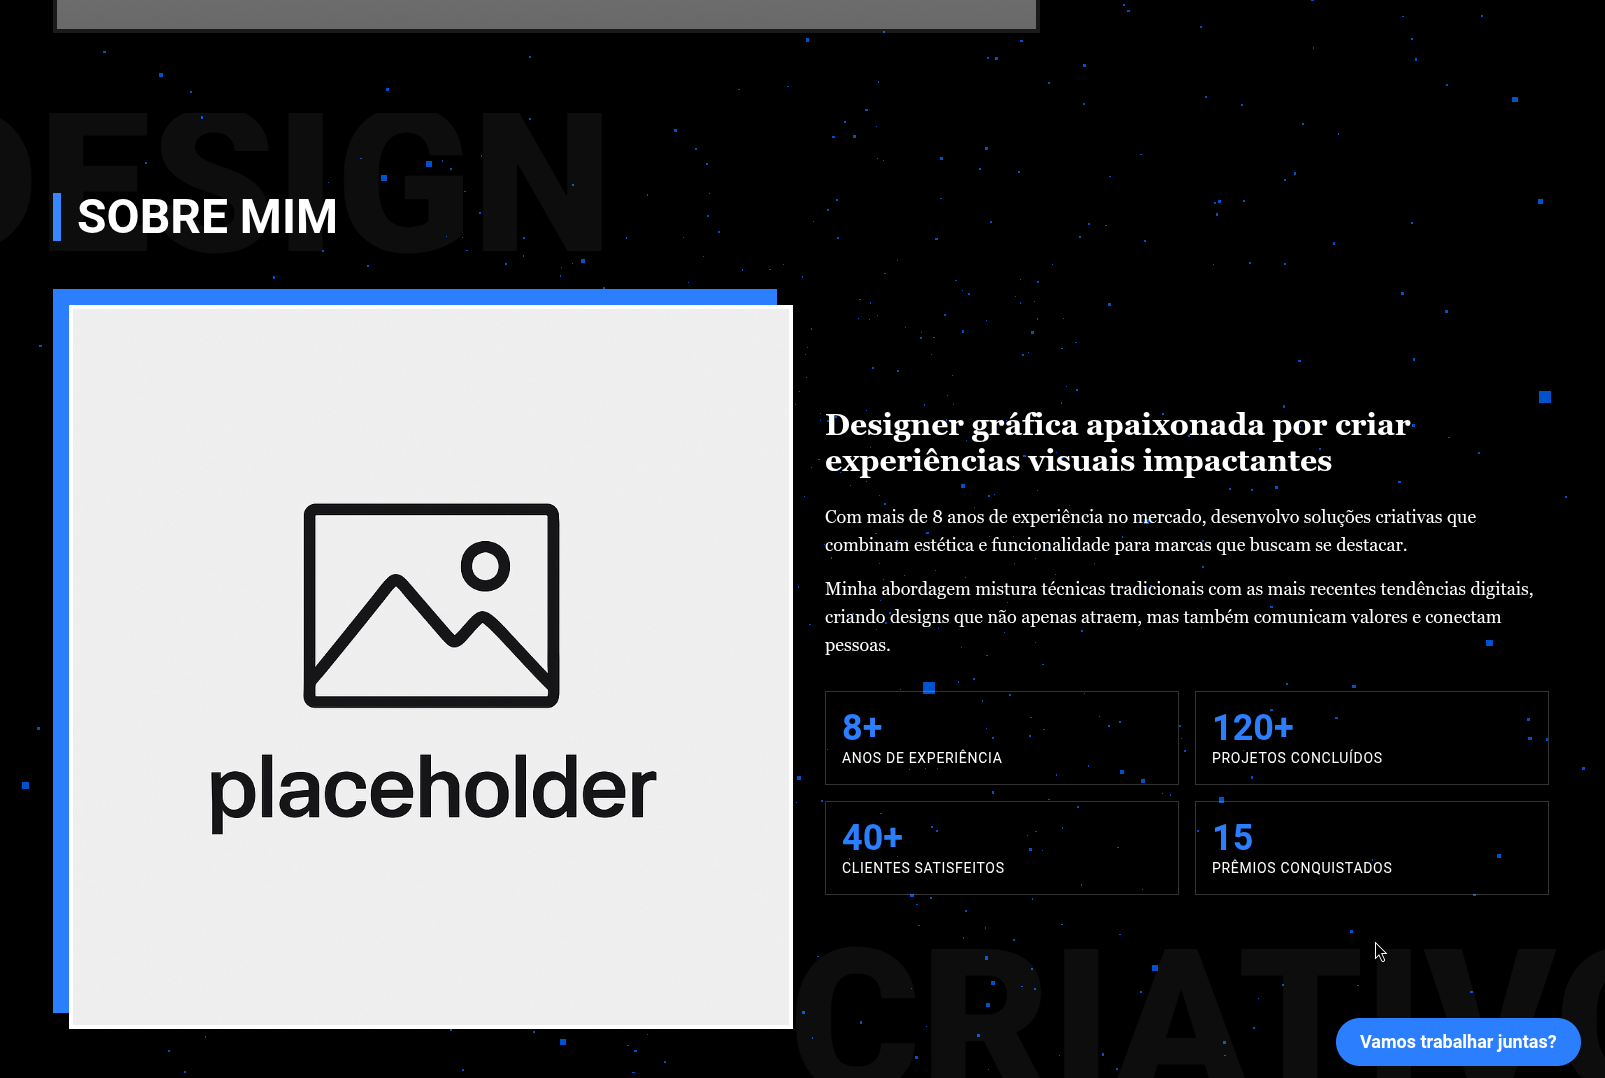 DESIGN
SOBRE MIM
placeholder
Designer gráfica apaixonada por criar
experiências visuais impactantes
Com mais de 8 anos de experiência no mercado, desenvolvo soluções criativas que
combinam estética e funcionalidade para marcas que buscam se destacar.
Minha abordagem mistura técnicas tradicionais com as mais recentes tendências digitais,
criando designs que não apenas atraem, mas também comunicam valores e conectam
pessoas.
8+
ANOS DE EXPERIÊNCIA
120+
PROJETOS CONCLUÍDOS
40+
CLIENTES SATISFEITOS
15
PRÊMIOS CONQUISTADOS
CRIATIVO
Vamos trabalhar juntas?